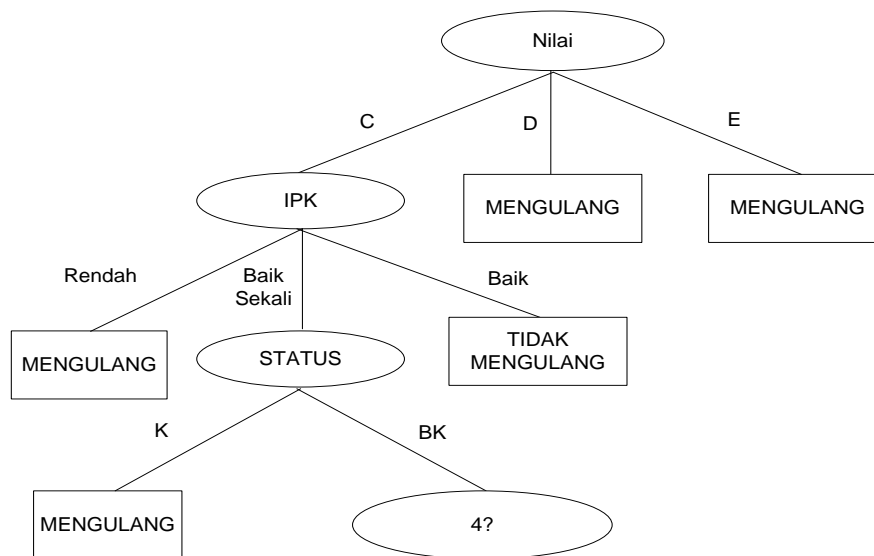 Nilai
C
D
E
IPK
MENGULANG
MENGULANG
Rendah
Baik
Sekali
Baik
MENGULANG
STATUS
TIDAK
MENGULANG
K
BK
MENGULANG
4?